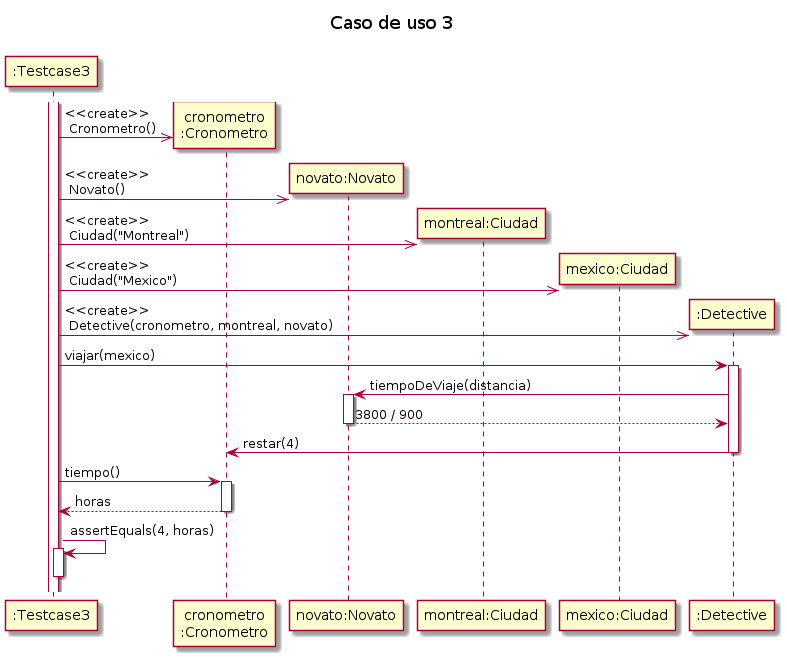 Caso de uso 3
:Testcase3
<<create>>
Cronometro()
cronometro
:Cronometro
<<create>>
Novato()
novato:Novato
<<create>>
Ciudad("Montreal")
montreal:Ciudad
<<create>>
Ciudad("Mexico")
mexico:Ciudad
<<create>>
Detective(cronometro, montreal, novato)
:Detective
viajar(mexico)
tiempoDeViaje(distancia)
3800 / 900
restar(4)
tiempo()
horas
assertEquals(4, horas)
:Testcase3
cronometro
:Cronometro
novato:Novato
montreal:Ciudad
mexico:Ciudad
:Detective